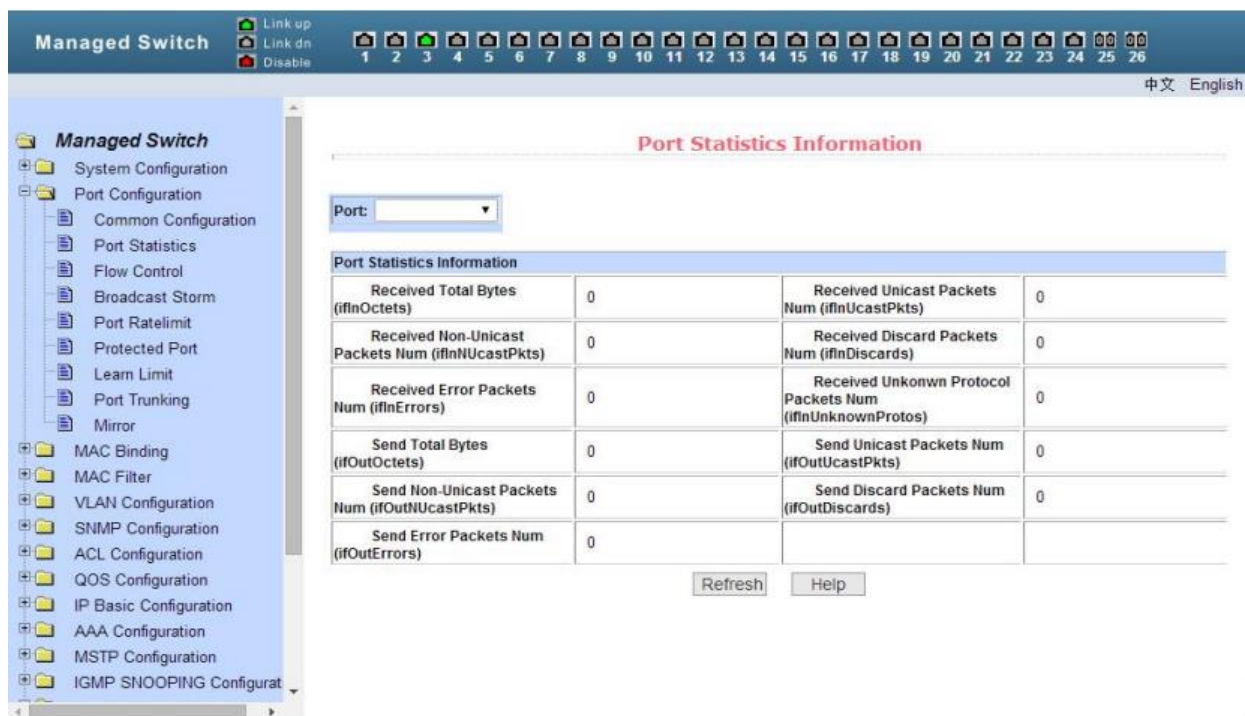 Managed Switch
Link up
Link dn
Disable
1 2 3 4 5 6 7 8 9 10 11 12 13 14 15 16 17 18 19 20 21 22 23 24 25 26
中文 English
Managed Switch
System Configuration
Port Configuration
Common Configuration
Port Statistics
Flow Control
Broadcast Storm
Port Ratelimit
Protected Port
Learn Limit
Port Trunking
Mirror
MAC Binding
MAC Filter
VLAN Configuration
SNMP Configuration
ACL Configuration
QOS Configuration
IP Basic Configuration
AAA Configuration
MSTP Configuration
IGMP SNOOPING Configurat
Port Statistics Information
Port:
Port Statistics Information
Received Total Bytes
(ifInOctets)
0
Received Unicast Packets
Num (ifInUcastPkts)
0
Received Non-Unicast
Packets Num (ifInNUcastPkts)
0
Received Discard Packets
Num (ifInDiscards)
0
Received Error Packets
Num (ifInErrors)
0
Received Unkonwn Protocol
Packets Num
(ifInUnknownProtos)
0
Send Total Bytes
(ifOutOctets)
0
Send Unicast Packets Num
(ifOutUcastPkts)
0
Send Non-Unicast Packets
Num (ifOutNUcastPkts)
0
Send Discard Packets Num
(ifOutDiscards)
0
Send Error Packets Num
(ifOutErrors)
0
Refresh Help